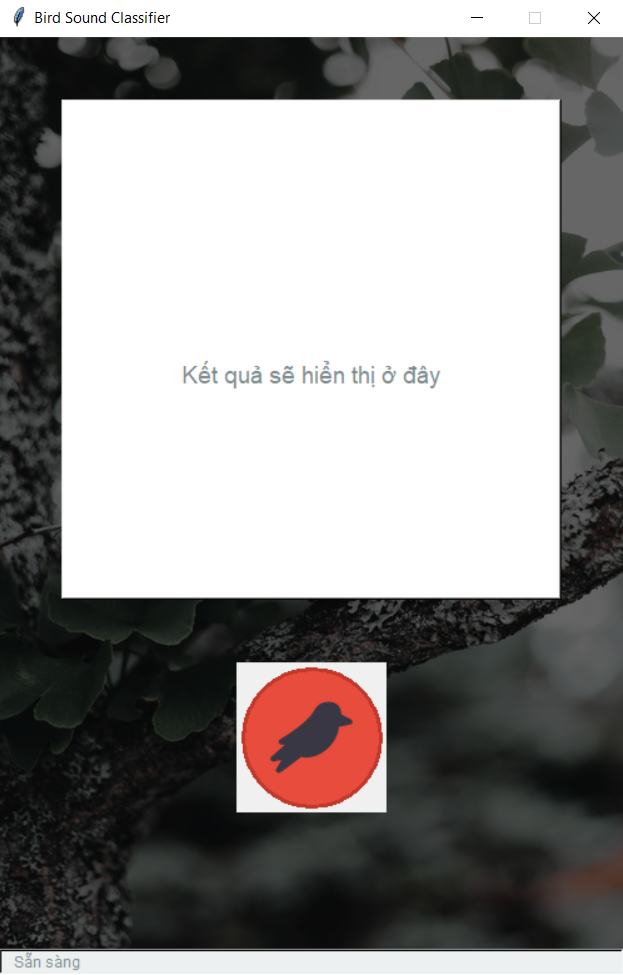 Bird Sound Classifier
Kết quả sẽ hiển thị ở đây
Sẵn sàng